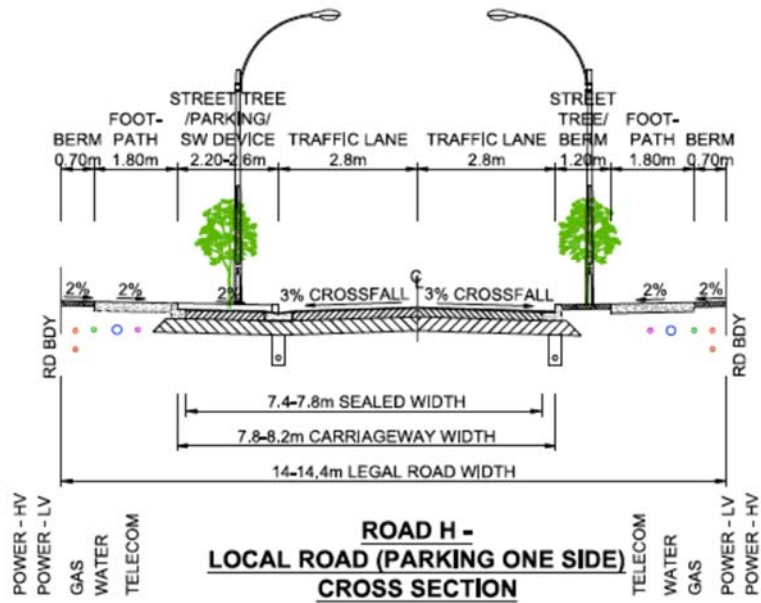 STREET TREE
/PARKING/
SW DEVICE
2.20-2.6m
FOOT-
PATH
1.80m
BERM
0.70m
TRAFFIC LANE
2.8m
TRAFFIC LANE
2.8m
STREET
TREE/
BERM
1.20m
FOOT-
PATH
1.80m
BERM
0.70m
2%
2%
2%
3% CROSSFALL
℄
3% CROSSFALL
2%
2%
RD BDY
RD BDY
7.4-7.8m SEALED WIDTH
7.8-8.2m CARRIAGEWAY WIDTH
14-14,4m LEGAL ROAD WIDTH
POWER - HV
POWER - LV
GAS
WATER
TELECOM
ROAD H -
LOCAL ROAD (PARKING ONE SIDE)
CROSS SECTION
TELECOM
WATER
GAS
POWER - LV
POWER - HV